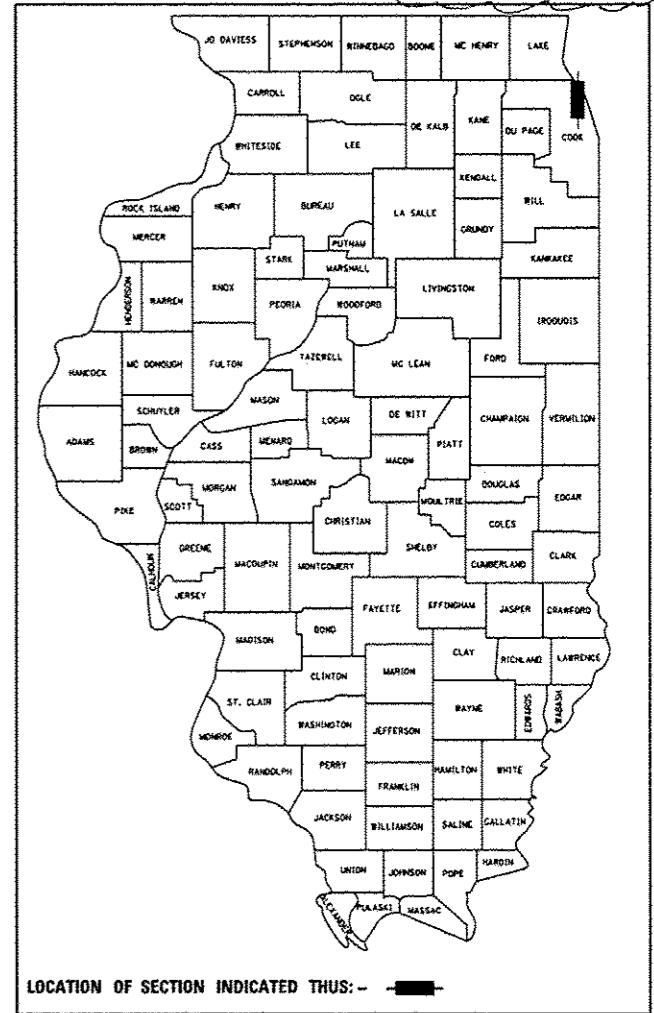 JO DAVIESS STEPHENSON WINNEBAGO BOONE MC HENRY LAKE
CARROLL OGLE DE KALB KANE DU PAGE COOK
WHITESIDE LEE KENDALL WILL
ROCK ISLAND HENRY BUREAU LA SALLE GRUNDY
MERCER STARK PUTNAM MARSHALL KANKAKEE
HENDERSON WARREN KNOX PEORIA WOODFORD LIVINGSTON IROQUOIS
HANCOCK MC DONOUGH FULTON TAZEWELL MC LEAN FORD
SCHUYLER MASON LOGAN DE WITT CHAMPAIGN VERMILION
ADAMS BROWN CASS MENARD MACON PIATT
PIKE SCOTT MORGAN SANGAMON CHRISTIAN MOULTRIE DOUGLAS EDGAR
COLES
CALHOUN GREENE MACOUPIN MONTGOMERY SHELBY CUMBERLAND CLARK
JERSEY FAYETTE EFFINGHAM JASPER CRAWFORD
MADISON BOND CLAY RICHLAND LAWRENCE
CLINTON MARION
ST. CLAIR WASHINGTON WAYNE EDWARDS WABASH
MONROE JEFFERSON
RANDOLPH PERRY HAMILTON WHITE
FRANKLIN
JACKSON WILLIAMSON SALINE GALLATIN
UNION JOHNSON POPE HARDIN
ALEXANDER PULASKI MASSAC
LOCATION OF SECTION INDICATED THUS: -